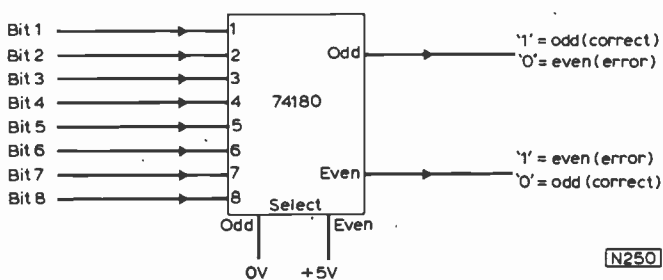 Bit 1
Bit 2
Bit 3
Bit 4
Bit 5
Bit 6
Bit 7
Bit 8
1
2
3
4
5
6
7
8
74180
Odd
Even
Select
Odd
Even
0V
+5V
'1' = odd (correct)
'0' = even (error)
'1' = even (error)
'0' = odd (correct)
N250